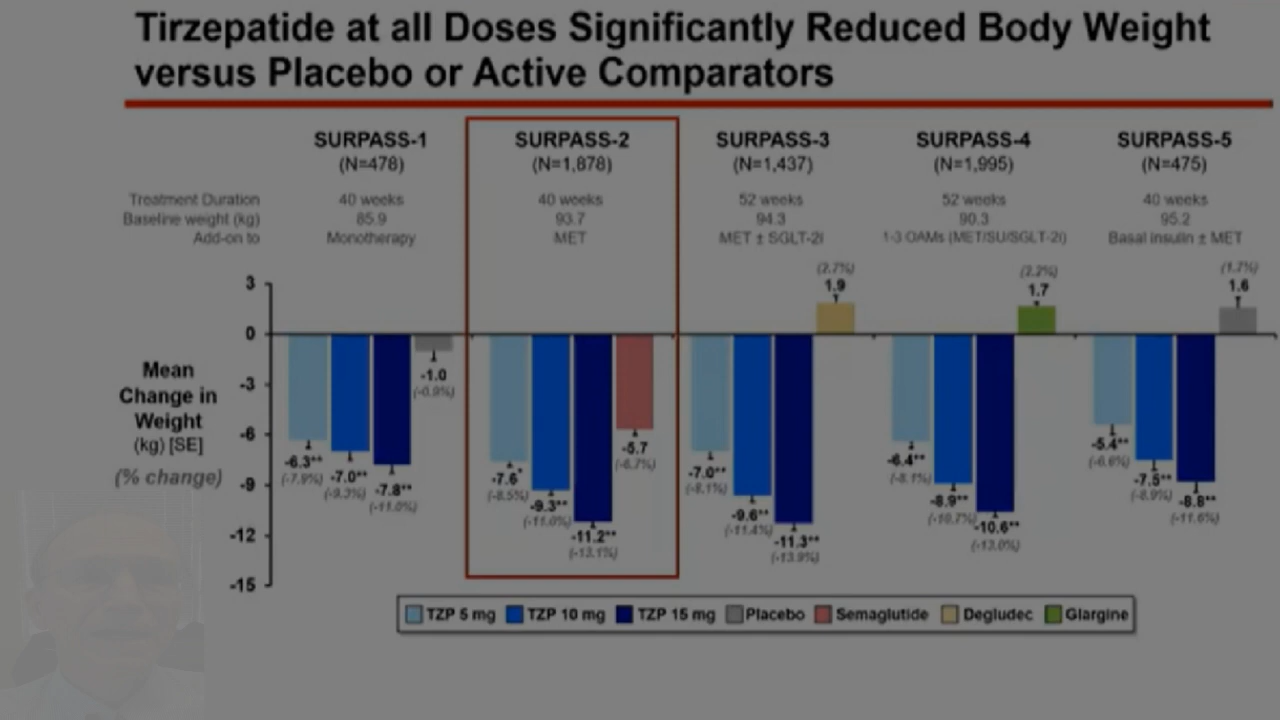 Tirzepatide at all Doses Significantly Reduced Body Weight
versus Placebo or Active Comparators
SURPASS-1 SURPASS-2 SURPASS-3 SURPASS-4 SURPASS-5
(N=478) (N=1,878) (N=1,437) (N=1,995) (N=475)
Treatment Duration 40 weeks 40 weeks 52 weeks 52 weeks 40 weeks
Baseline weight (kg) 85.9 93.7 94.3 90.3 95.2
Add-on to Monotherapy MET MET ± SGLT-2i 1-3 OAMs (MET/SU/SGLT-2i) Basal insulin ± MET
(2.7%) (2.2%) (1.7%)
1.9 1.7 1.6
3
0
-3
-6
-9
-12
-15
Mean
Change in
Weight
(kg) [SE]
(% change)
-6.3** -7.0** -7.8** -1.0
(-7.9%) (-9.3%) (-11.0%) (-0.9%)
-7.6* -9.3** -11.2** -5.7
(-8.5%) (-11.0%) (-13.1%) (-6.7%)
-7.0** -9.6** -11.3**
(-8.1%) (-11.4%) (-13.9%)
-6.4** -8.9** -10.6**
(-8.1%) (-10.7%) (-13.0%)
-5.4** -7.5** -8.8**
(-6.6%) (-8.9%) (-11.6%)
TZP 5 mg TZP 10 mg TZP 15 mg Placebo Semaglutide Degludec Glargine